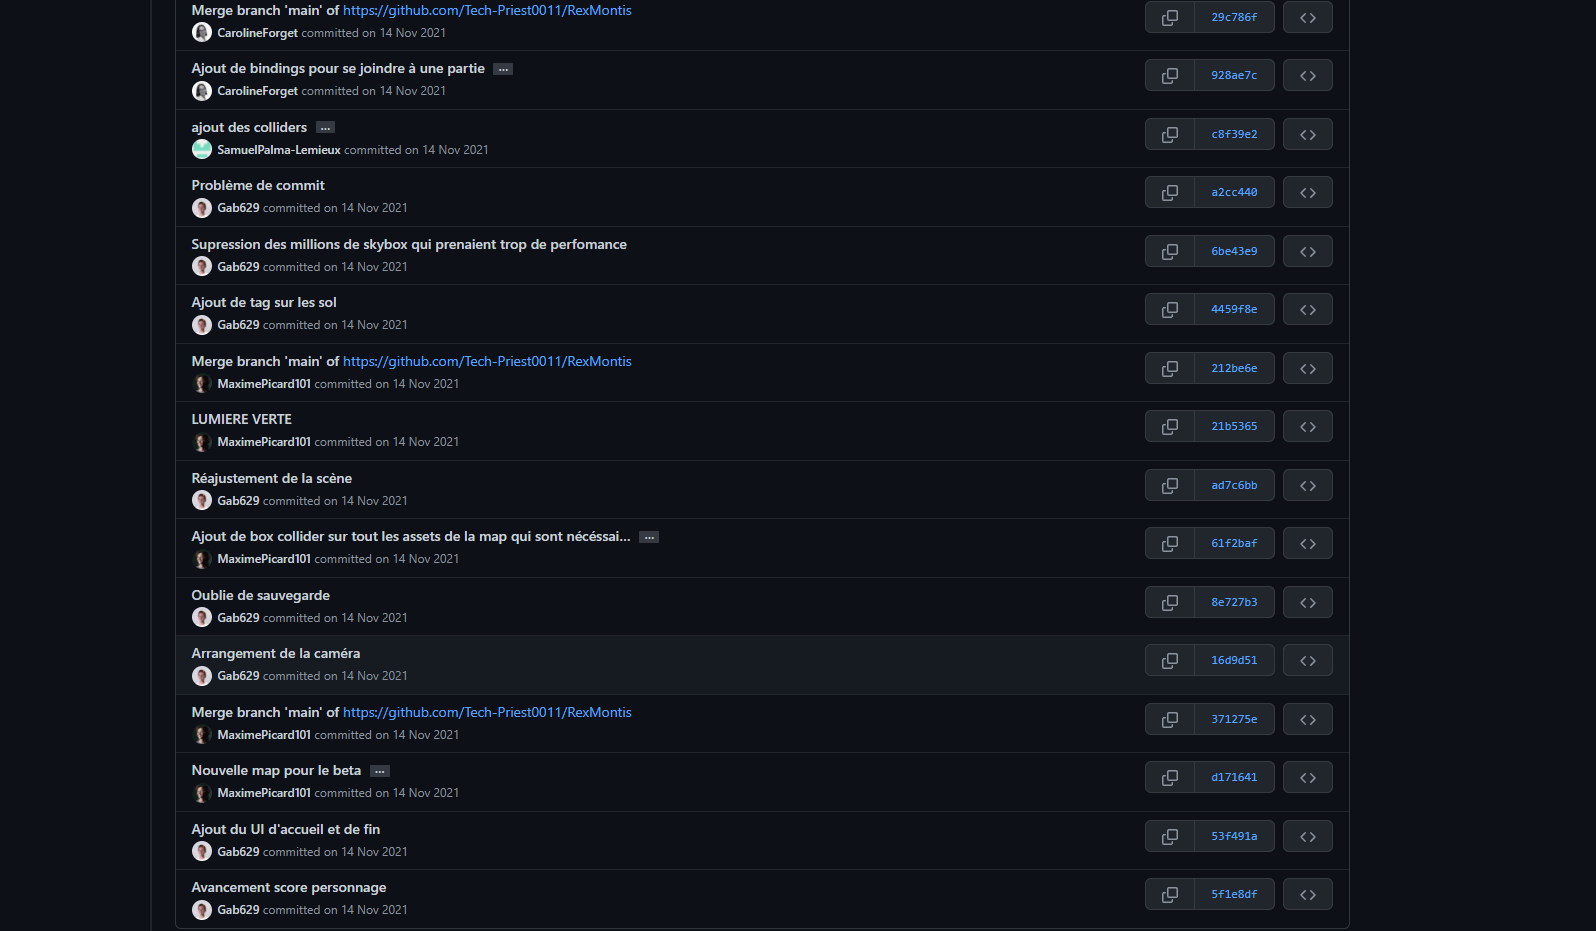 Merge branch 'main' of https://github.com/Tech-Priest0011/RexMontis
CarolineForget committed on 14 Nov 2021
29c786f
Ajout de bindings pour se joindre à une partie ...
CarolineForget committed on 14 Nov 2021
928ae7c
ajout des colliders ...
SamuelPalma-Lemieux committed on 14 Nov 2021
c8f39e2
Problème de commit
Gab629 committed on 14 Nov 2021
a2cc440
Supression des millions de skybox qui prenaient trop de perfomance
Gab629 committed on 14 Nov 2021
6be43e9
Ajout de tag sur les sol
Gab629 committed on 14 Nov 2021
4459f8e
Merge branch 'main' of https://github.com/Tech-Priest0011/RexMontis
MaximePicard101 committed on 14 Nov 2021
212be6e
LUMIERE VERTE
MaximePicard101 committed on 14 Nov 2021
21b5365
Réajustement de la scène
Gab629 committed on 14 Nov 2021
ad7c6bb
Ajout de box collider sur tout les assets de la map qui sont nécéssai... ...
MaximePicard101 committed on 14 Nov 2021
61f2baf
Oublie de sauvegarde
Gab629 committed on 14 Nov 2021
8e727b3
Arrangement de la caméra
Gab629 committed on 14 Nov 2021
16d9d51
Merge branch 'main' of https://github.com/Tech-Priest0011/RexMontis
MaximePicard101 committed on 14 Nov 2021
371275e
Nouvelle map pour le beta ...
MaximePicard101 committed on 14 Nov 2021
d171641
Ajout du UI d'accueil et de fin
Gab629 committed on 14 Nov 2021
53f491a
Avancement score personnage
Gab629 committed on 14 Nov 2021
5f1e8df